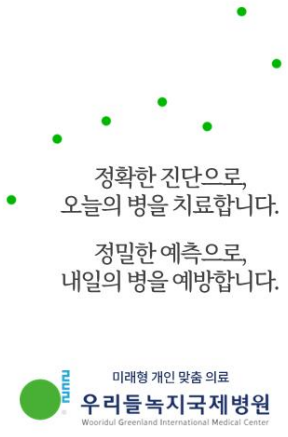 정확한 진단으로,
오늘의 병을 치료합니다.
정밀한 예측으로,
내일의 병을 예방합니다.
미래형 개인 맞춤 의료
우리들녹지국제병원
Wooridul Greenland International Medical Center